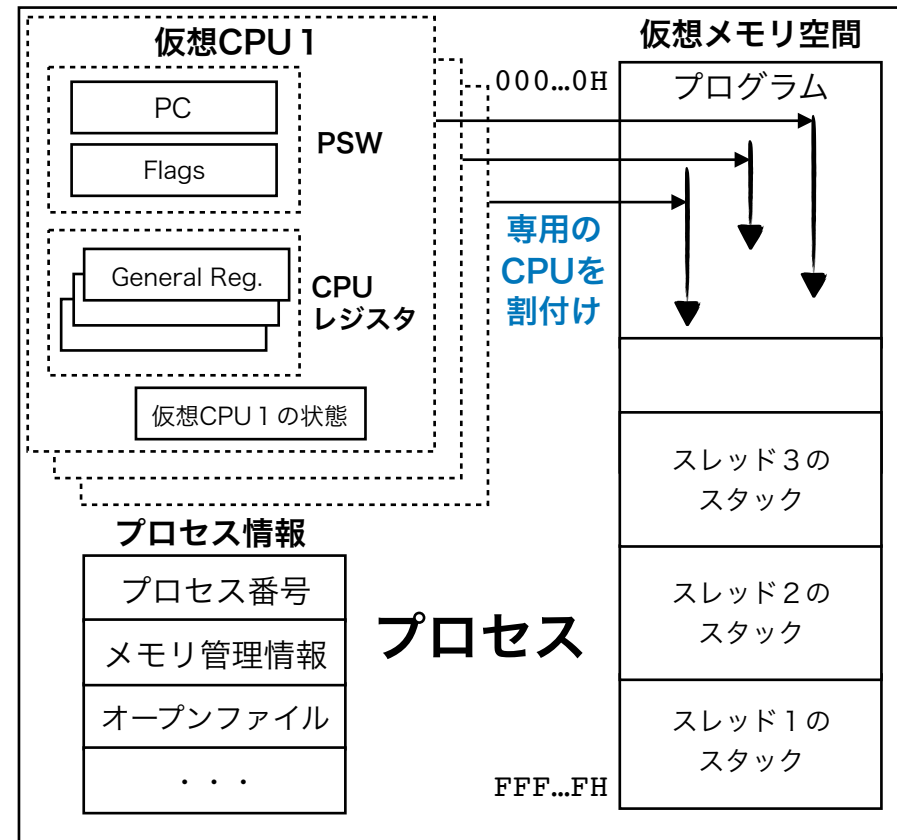 仮想CPU１
PC
Flags
PSW
General Reg.
CPU
レジスタ
仮想CPU１の状態
専用の
CPUを
割付け
仮想メモリ空間
000…0H
プログラム
スレッド３の
スタック
スレッド２の
スタック
スレッド１の
スタック
FFF…FH
プロセス情報
プロセス番号
メモリ管理情報
オープンファイル
・・・
プロセス